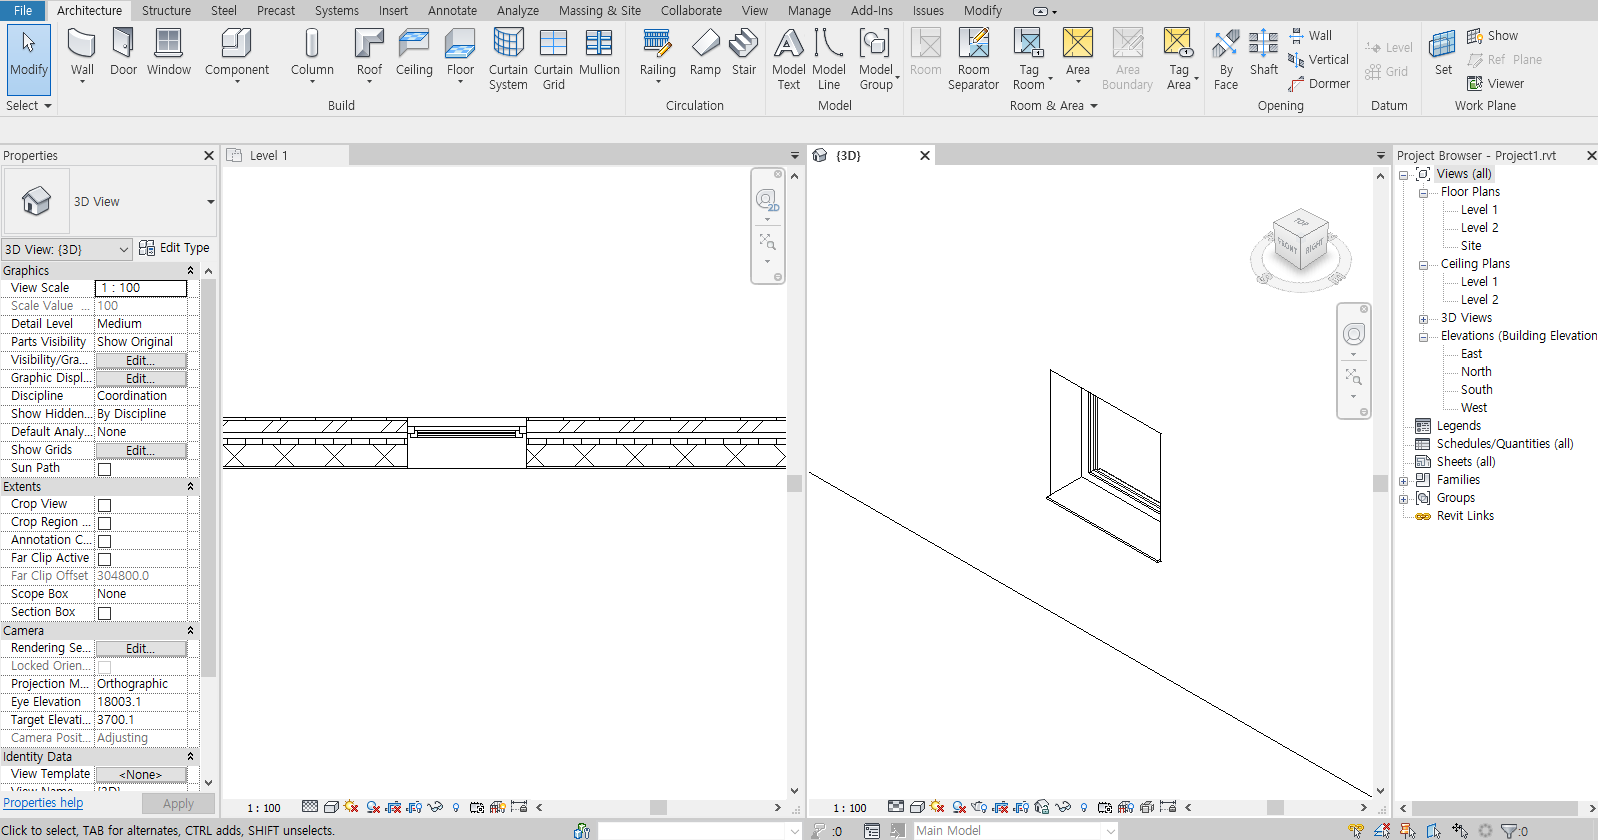 File Architecture Structure Steel Precast Systems Insert Annotate Analyze Massing & Site Collaborate View Manage Add-Ins Issues Modify
Modify Wall Door Window Component Column Roof Ceiling Floor Curtain System Curtain Grid Mullion Railing Ramp Stair Model Text Model Line Model Group Room Room Separator Tag Room Area Area Boundary Tag Area By Face Shaft Wall Vertical Dormer Level Grid Set Show Ref Plane Viewer
Select Build Circulation Model Room & Area Opening Datum Work Plane
Properties
3D View
3D View: {3D} Edit Type
Graphics
View Scale 1 : 100
Scale Value ... 100
Detail Level Medium
Parts Visibility Show Original
Visibility/Gra... Edit...
Graphic Displ... Edit...
Discipline Coordination
Show Hidden... By Discipline
Default Analy... None
Show Grids Edit...
Sun Path
Extents
Crop View
Crop Region ...
Annotation C...
Far Clip Active
Far Clip Offset 304800.0
Scope Box None
Section Box
Camera
Rendering Se... Edit...
Locked Orien...
Projection M... Orthographic
Eye Elevation 18003.1
Target Elevati... 3700.1
Camera Posit... Adjusting
Identity Data
View Template <None>
View Name {3D}
Properties help Apply
Level 1
2D
1 : 100
{3D}
TOP
FRONT RIGHT
1 : 100
Project Browser - Project1.rvt
Views (all)
Floor Plans
Level 1
Level 2
Site
Ceiling Plans
Level 1
Level 2
3D Views
Elevations (Building Elevation
East
North
South
West
Legends
Schedules/Quantities (all)
Sheets (all)
Families
Groups
Revit Links
Click to select, TAB for alternates, CTRL adds, SHIFT unselects. :0 Main Model :0